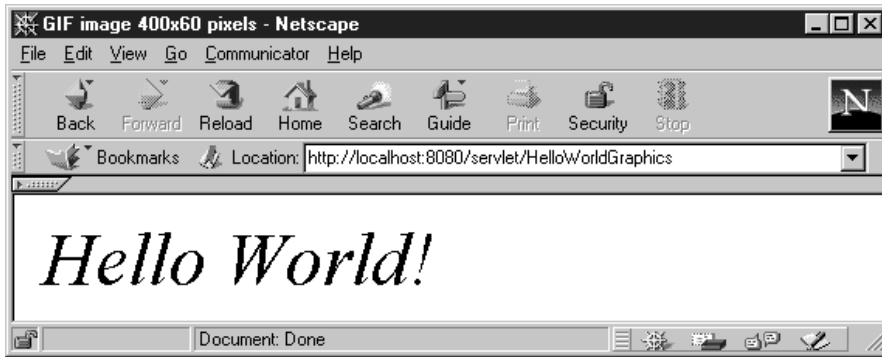 GIF image 400x60 pixels - Netscape
File Edit View Go Communicator Help
Back Forward Reload Home Search Guide Print Security Stop
N
Bookmarks Location: http://localhost:8080/servlet/HelloWorldGraphics
Hello World!
Document: Done